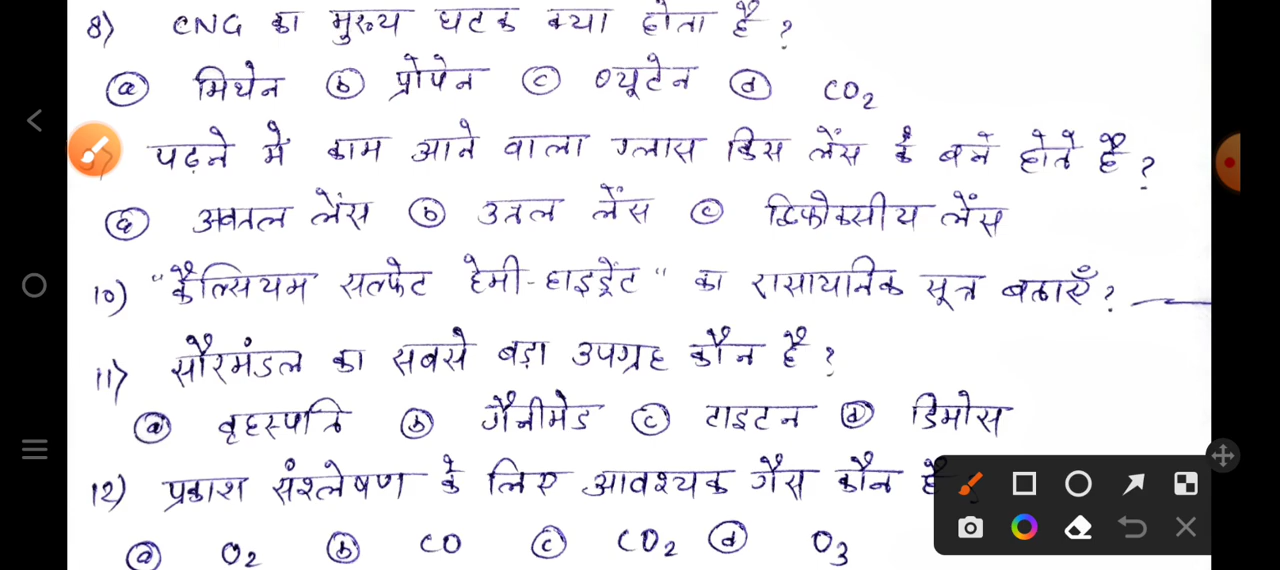 8) CNG का मुख्य घटक क्या होता है ?
(a) मिथेन (b) प्रोपेन (c) ब्यूटेन (d) CO2
पढ़ने में काम आने वाला ग्लास किस लेंस के बने होते है ?
अवतल लेंस (b) उत्तल लेंस (c) द्विफोक्सीय लेंस
10) "कैल्सियम सल्फेट हेमी-हाइड्रेंट" का रासायनिक सूत्र बताएँ ?
11) सौरमंडल का सबसे बड़ा उपग्रह कौन है ?
(a) बृहस्पति (b) गैनीमेड (c) टाइटन (d) डिमोस
12) प्रकाश संश्लेषण के लिए आवश्यक गैस कौन है
(a) O2 (b) CO (c) CO2 (d) O3